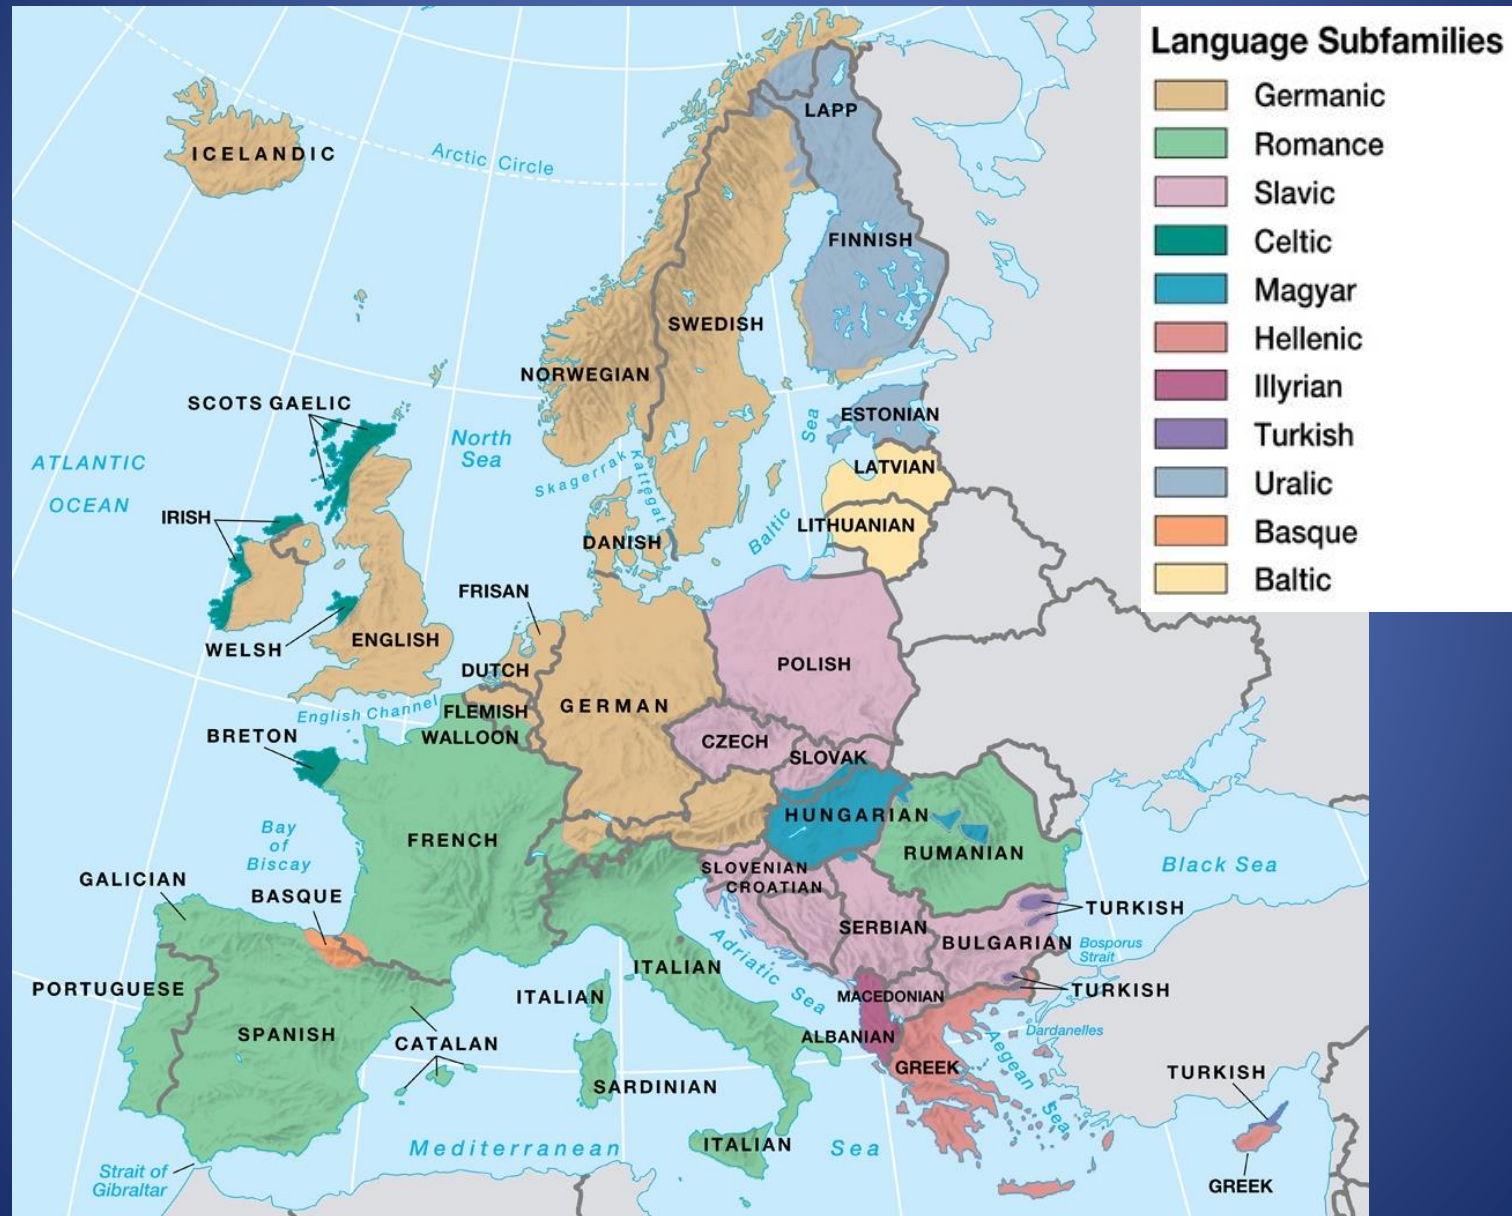 Language Subfamilies
Germanic
Romance
Slavic
Celtic
Magyar
Hellenic
Illyrian
Turkish
Uralic
Basque
Baltic
ICELANDIC
Arctic Circle
LAPP
FINNISH
SWEDISH
NORWEGIAN
SCOTS GAELIC
North
Sea
ATLANTIC
OCEAN
Skagerrak
Kattegat
Baltic
Sea
ESTONIAN
LATVIAN
LITHUANIAN
IRISH
DANISH
FRISAN
WELSH
ENGLISH
DUTCH
POLISH
GERMAN
English Channel
FLEMISH
WALLOON
BRETON
CZECH
SLOVAK
HUNGARIAN
Bay
of
Biscay
FRENCH
RUMANIAN
Black Sea
SLOVENIAN
CROATIAN
GALICIAN
BASQUE
TURKISH
SERBIAN
BULGARIAN
Bosporus
Strait
Adriatic Sea
ITALIAN
PORTUGUESE
ITALIAN
MACEDONIAN
TURKISH
SPANISH
CATALAN
ALBANIAN
Dardanelles
Aegean Sea
GREEK
SARDINIAN
TURKISH
Mediterranean Sea
ITALIAN
Strait of
Gibraltar
GREEK